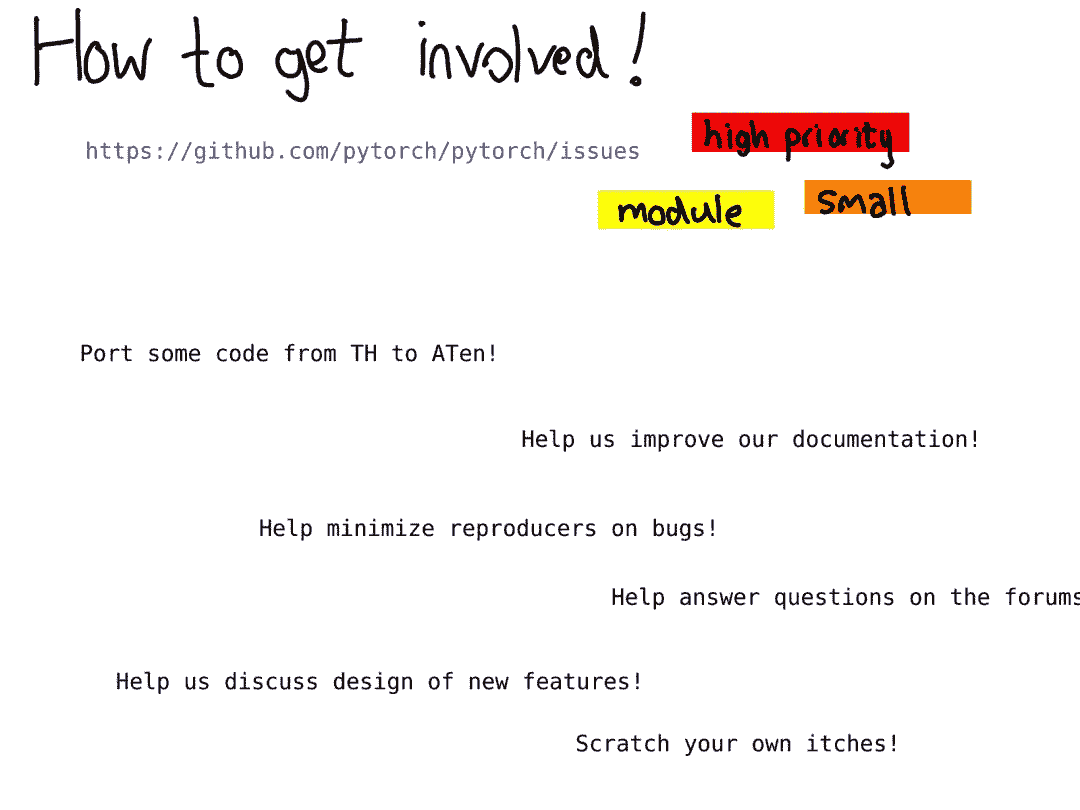 How to get involved!
https://github.com/pytorch/pytorch/issues
high priority
module
small
Port some code from TH to ATen!
Help us improve our documentation!
Help minimize reproducers on bugs!
Help answer questions on the forums
Help us discuss design of new features!
Scratch your own itches!